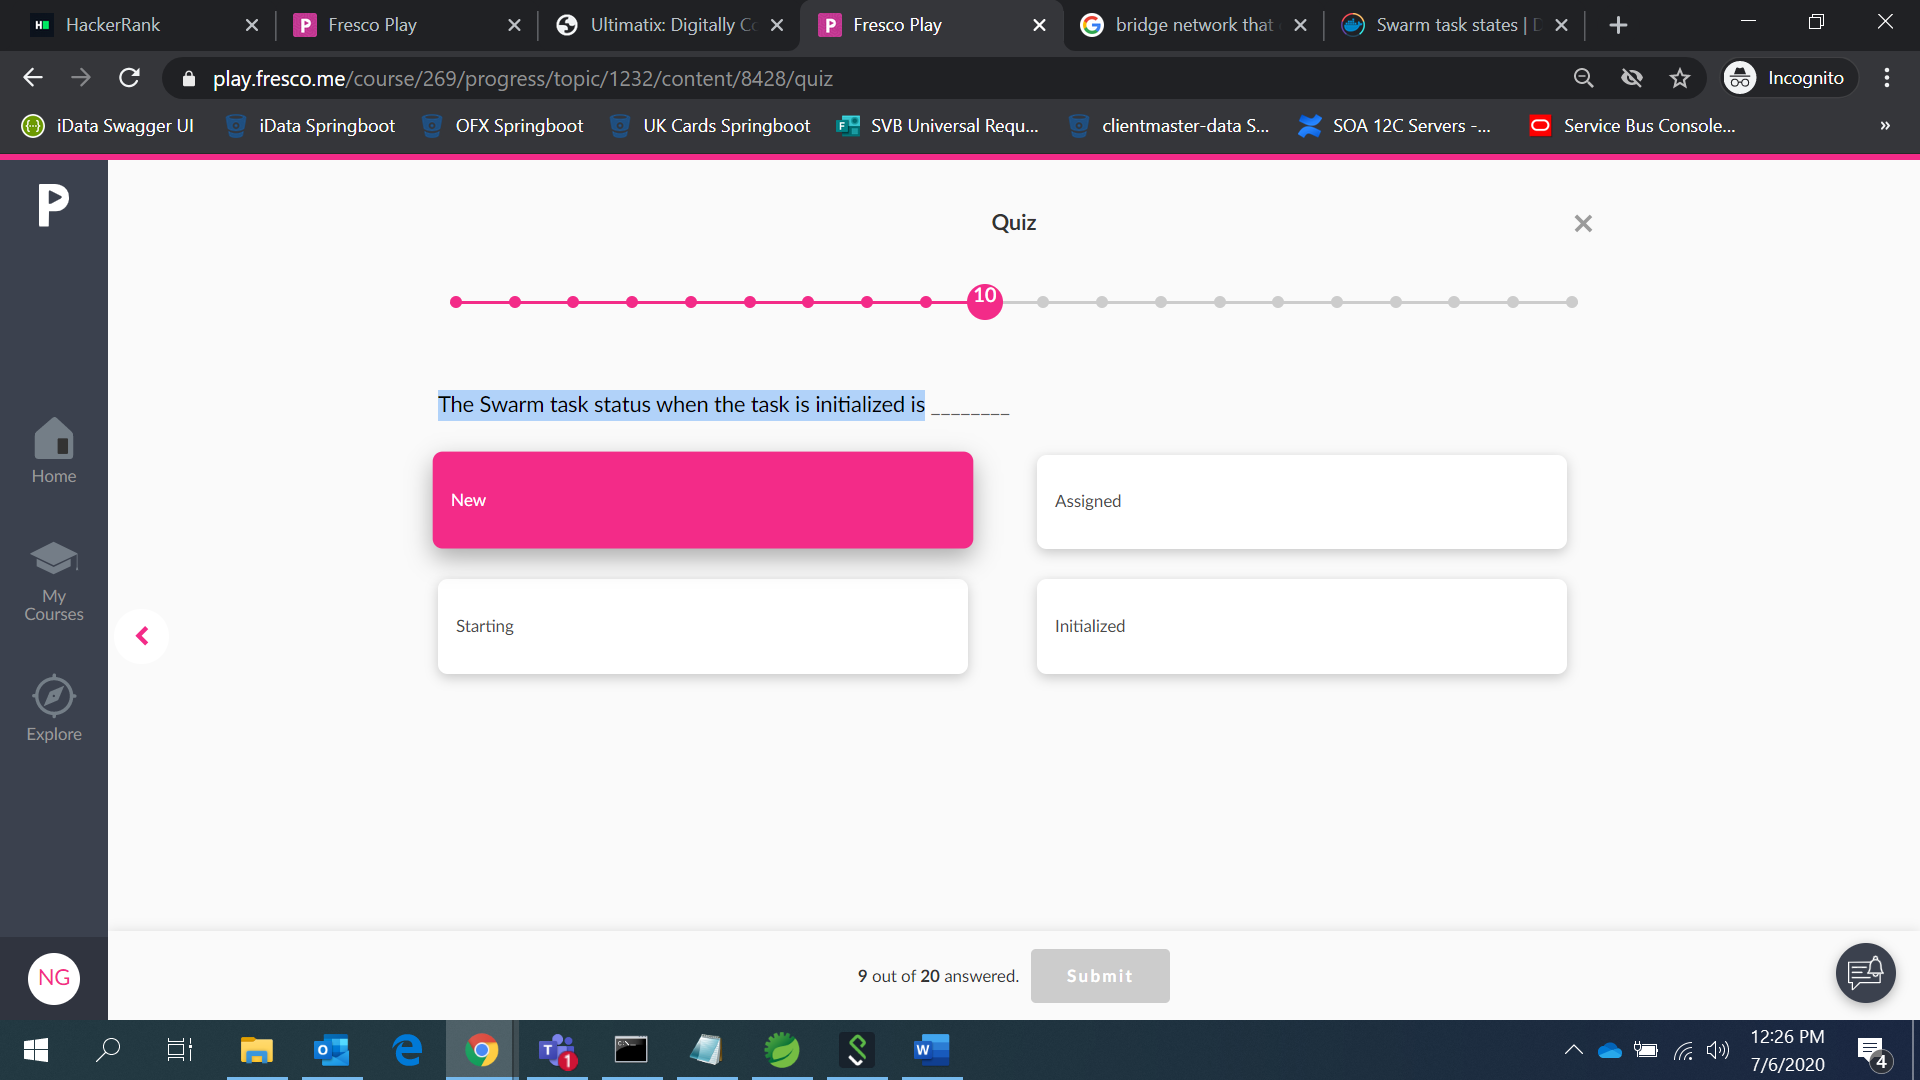 HackerRank
Fresco Play
Ultimatix: Digitally Co
Fresco Play
bridge network that
Swarm task states | D
play.fresco.me/course/269/progress/topic/1232/content/8428/quiz
Incognito
iData Swagger UI
iData Springboot
OFX Springboot
UK Cards Springboot
SVB Universal Requ...
clientmaster-data S...
SOA 12C Servers -...
Service Bus Console...
»
P
Quiz
10
The Swarm task status when the task is initialized is ________
New
Assigned
Starting
Initialized
Home
My
Courses
Explore
NG
9 out of 20 answered.
Submit
12:26 PM
7/6/2020
1
4